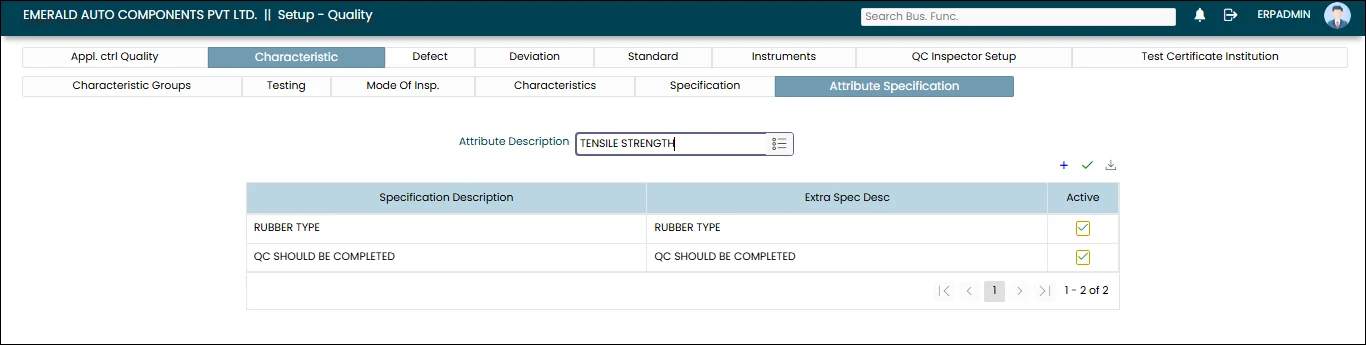 EMERALD AUTO COMPONENTS PVT LTD. || Setup - Quality Search Bus. Func. ERPADMIN
Appl. ctrl Quality Characteristic Defect Deviation Standard Instruments QC Inspector Setup Test Certificate Institution
Characteristic Groups Testing Mode Of Insp. Characteristics Specification Attribute Specification
Attribute Description TENSILE STRENGTH
Specification Description Extra Spec Desc Active
RUBBER TYPE RUBBER TYPE
QC SHOULD BE COMPLETED QC SHOULD BE COMPLETED
1 1 - 2 of 2